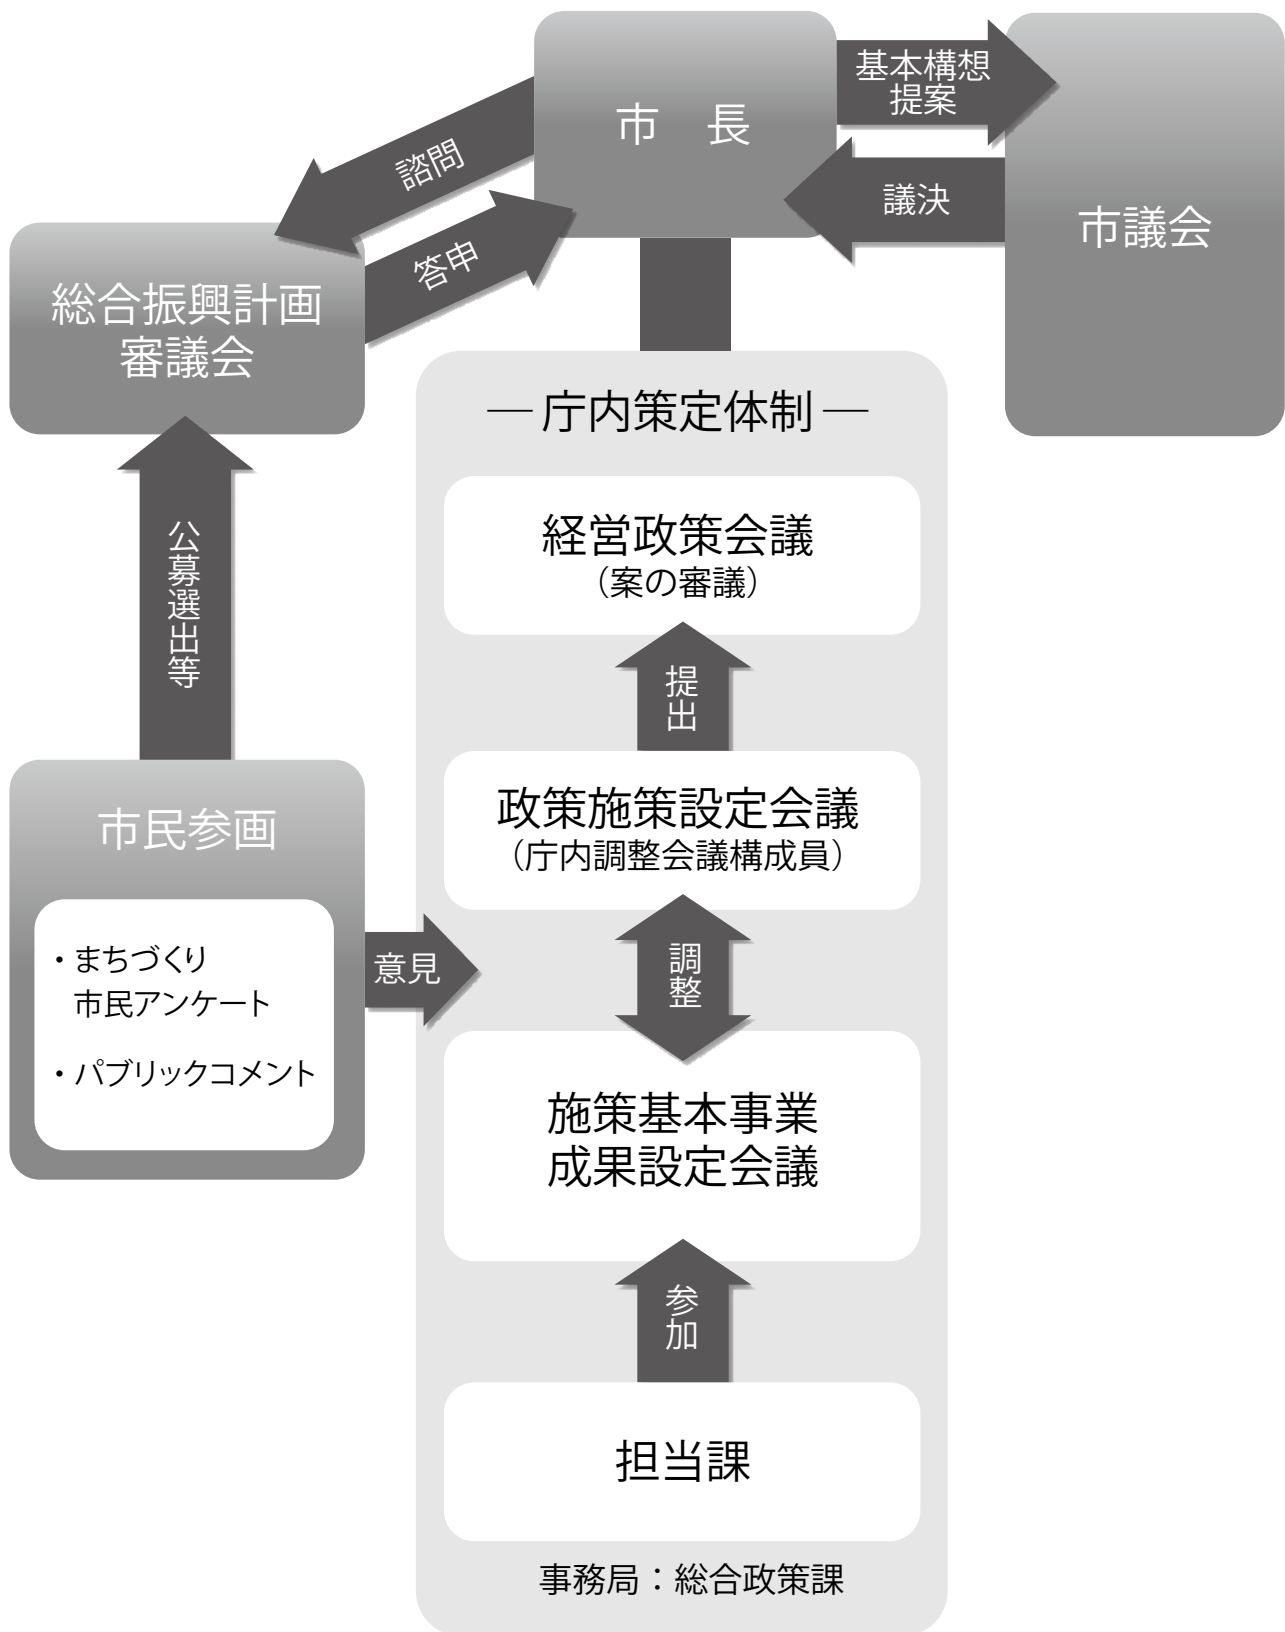 市　長
基本構想
提案
議決
市議会
諮問
答申
総合振興計画
審議会
公募選出等
市民参画
・まちづくり
市民アンケート
・パブリックコメント
意見
― 庁内策定体制 ―
経営政策会議
（案の審議）
提出
政策施策設定会議
（庁内調整会議構成員）
調整
施策基本事業
成果設定会議
参加
担当課
事務局：総合政策課